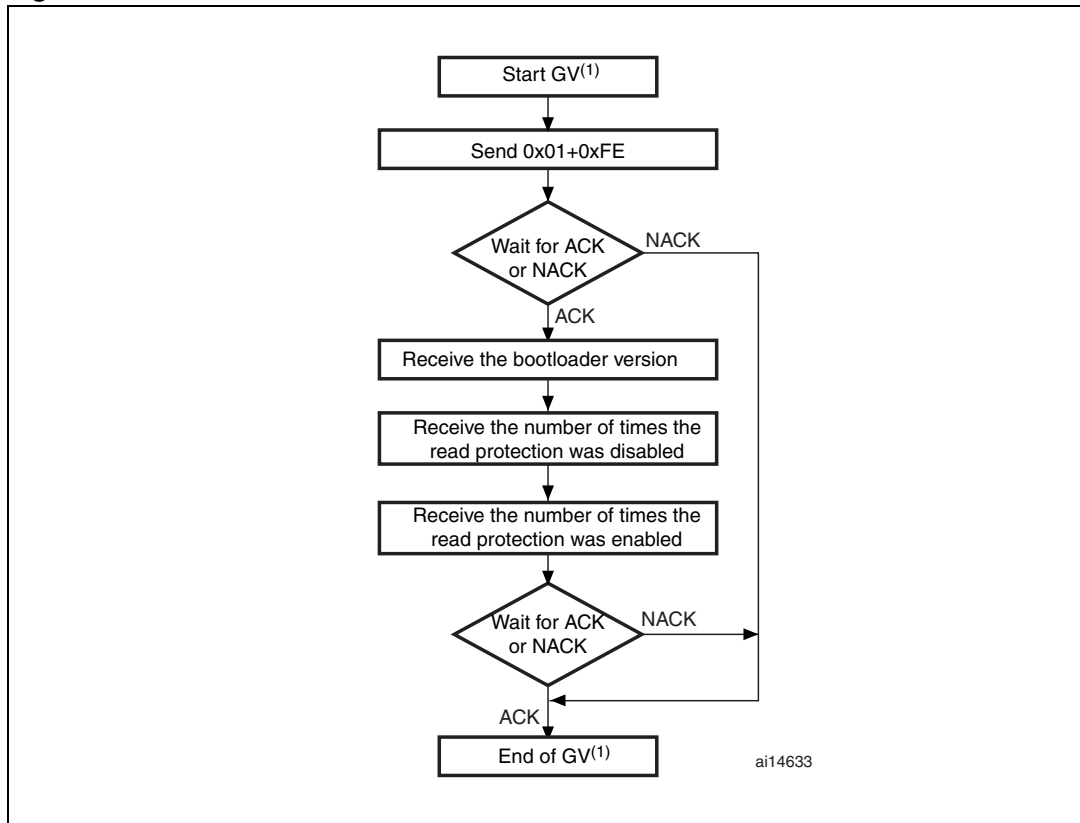 Start GV(1)
Send 0x01+0xFE
Wait for ACK
or NACK
NACK
ACK
Receive the bootloader version
Receive the number of times the
read protection was disabled
Receive the number of times the
read protection was enabled
Wait for ACK
or NACK
NACK
ACK
End of GV(1)
ai14633